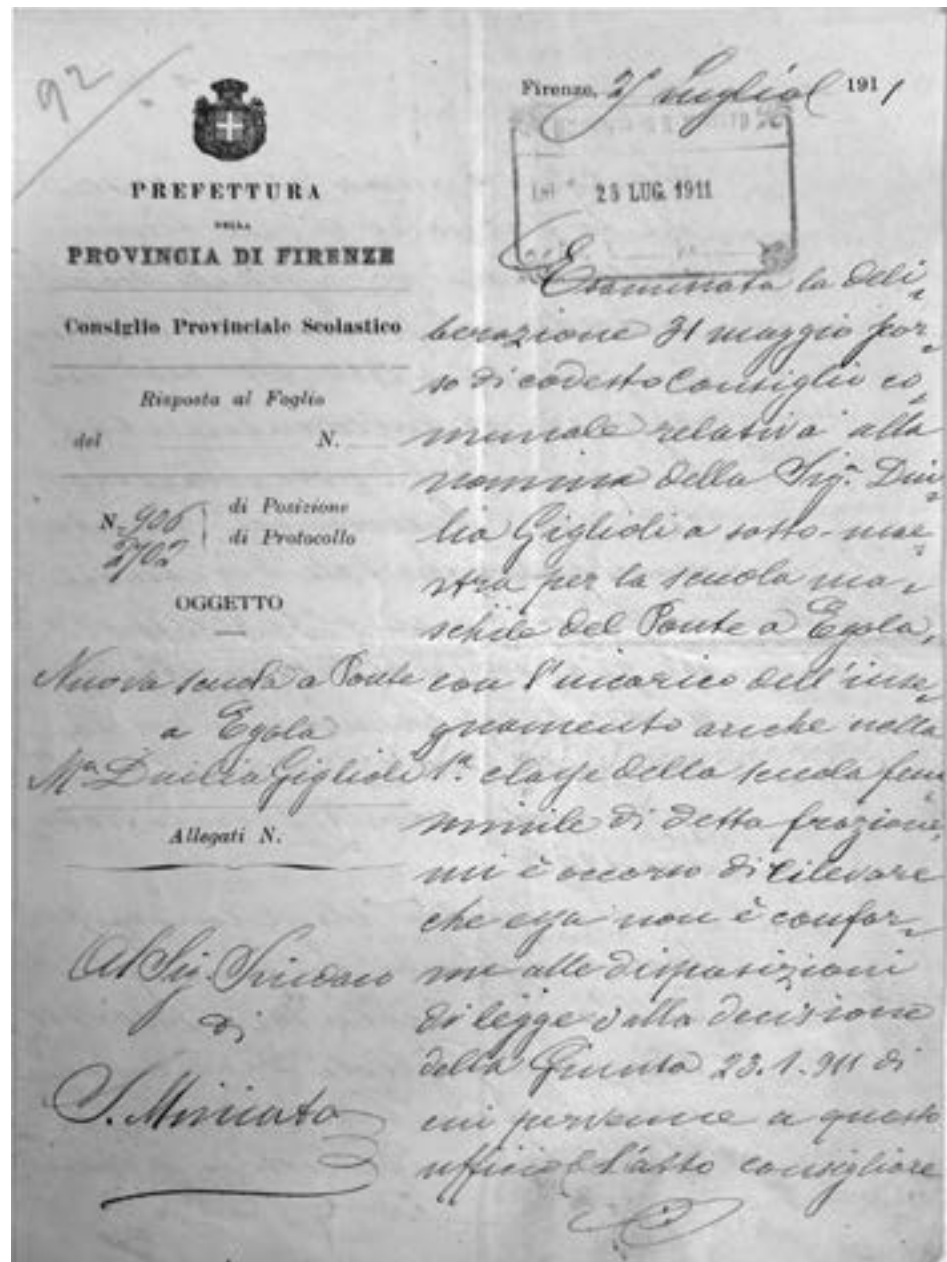 92
PREFETTURA
DELLA
PROVINCIA DI FIRENZE
Consiglio Provinciale Scolastico
Risposta al Foglio
del N.
N. 906 di Posizione
2702 di Protocollo
OGGETTO
Nuova scuola a Ponte
a Egola
Mª Duilia Giglioli
Allegati N.
Al Sig. Sindaco
di
S. Miniato
Firenze, Luglio 1911
LUG. 1911
Esaminata la deli-
berazione 31 maggio por-
so di codesto Consiglio co-
munale relativa alla
nomina della Sigª Dui-
lia Giglioli a sotto-mae-
stra per la scuola ma-
schile del Ponte a Egola,
con l'incarico dell'inse-
gnamento anche nella
1ª classe della scuola fem-
minile di detta frazione,
mi è occorso di rilevare
che essa non è confor-
me alle disposizioni
di legge alla decisione
della Giunta 23.1.911 di
cui pervenne a questo
ufficio l'atto consigliare